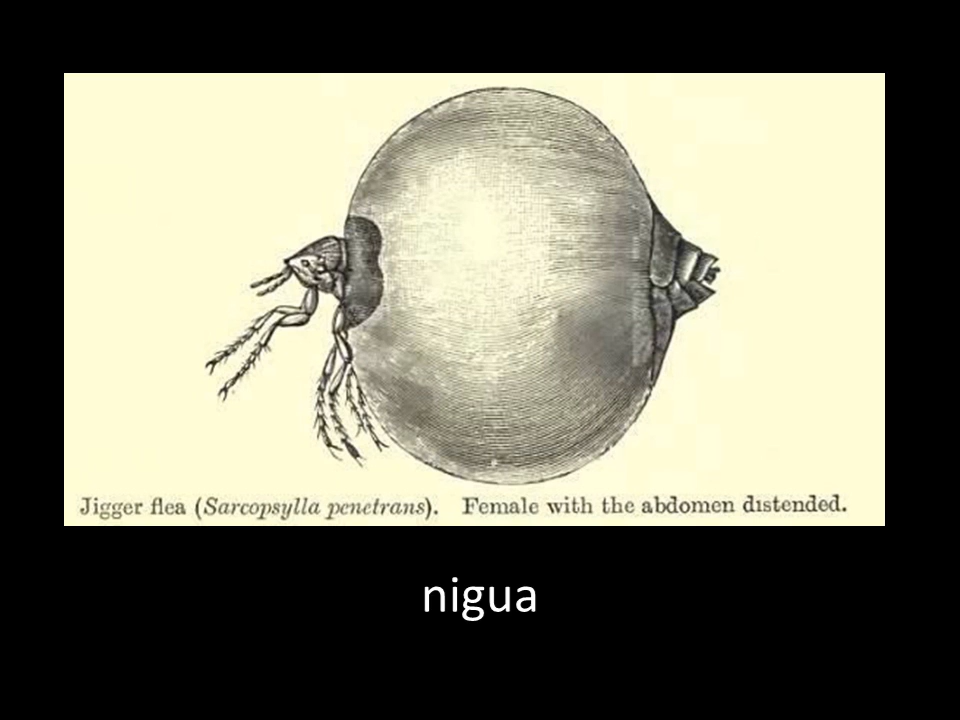 Jigger flea (Sarcopsylla penetrans). Female with the abdomen distended.
nigua